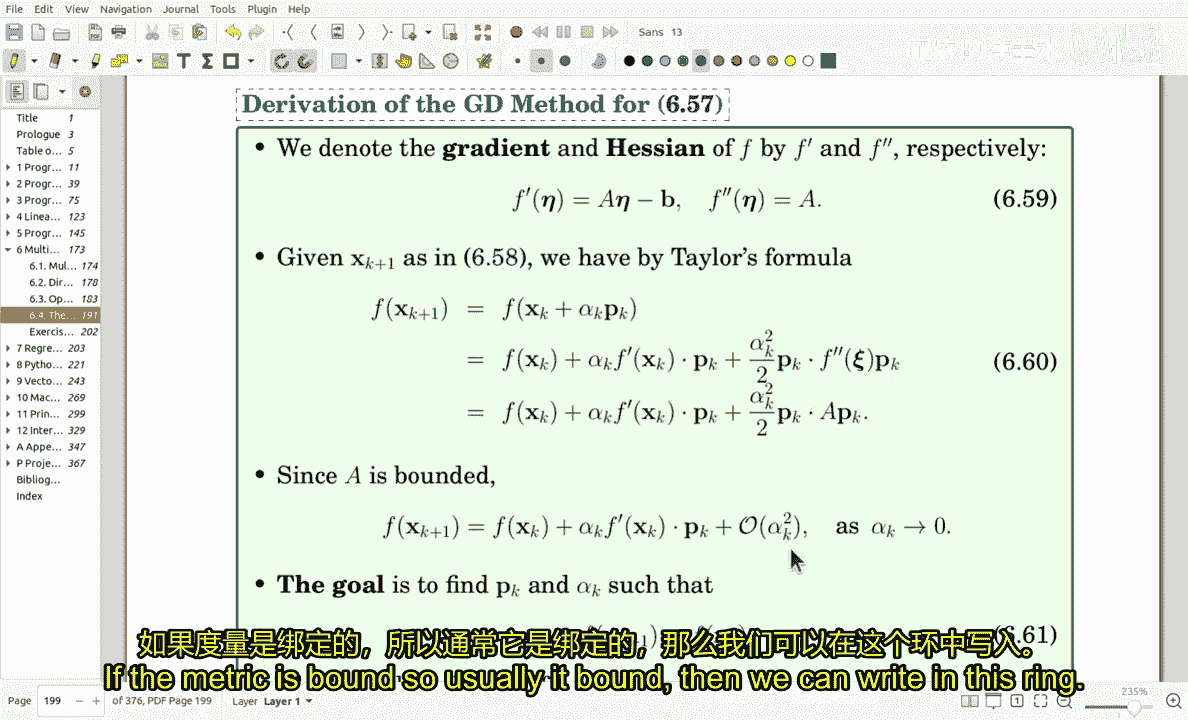 File Edit View Navigation Journal Tools Plugin Help
Sans 13
Title 1
Prologue 3
Table o... 5
1 Progr... 11
2 Progr... 39
3 Progr... 75
4 Linea... 123
5 Progr... 145
6 Multi... 173
6.1. Mul... 174
6.2. Dir... 178
6.3. Op... 183
6.4. The... 191
Exercis... 202
7 Regre... 203
8 Pytho... 221
9 Vecto... 243
10 Mac... 269
11 Prin... 299
12 Inter... 329
A Appe... 347
P Proje... 367
Bibliog...
Index
Derivation of the GD Method for (6.57)
• We denote the gradient and Hessian of f by f′ and f″, respectively:
f′(η) = Aη − b, f″(η) = A. (6.59)
• Given x_{k+1} as in (6.58), we have by Taylor's formula
f(x_{k+1}) = f(x_k + α_k p_k)
= f(x_k) + α_k f′(x_k) · p_k + α_k^2/2 p_k · f″(ξ)p_k (6.60)
= f(x_k) + α_k f′(x_k) · p_k + α_k^2/2 p_k · Ap_k.
• Since A is bounded,
f(x_{k+1}) = f(x_k) + α_k f′(x_k) · p_k + O(α_k^2), as α_k → 0.
• The goal is to find p_k and α_k such that
(6.61)
如果度量是绑定的，所以通常它是绑定的，那么我们可以在这个环中写入。
If the metric is bound so usually it bound, then we can write in this ring.
Page 199 of 376, PDF Page 199 Layer Layer 1 235%